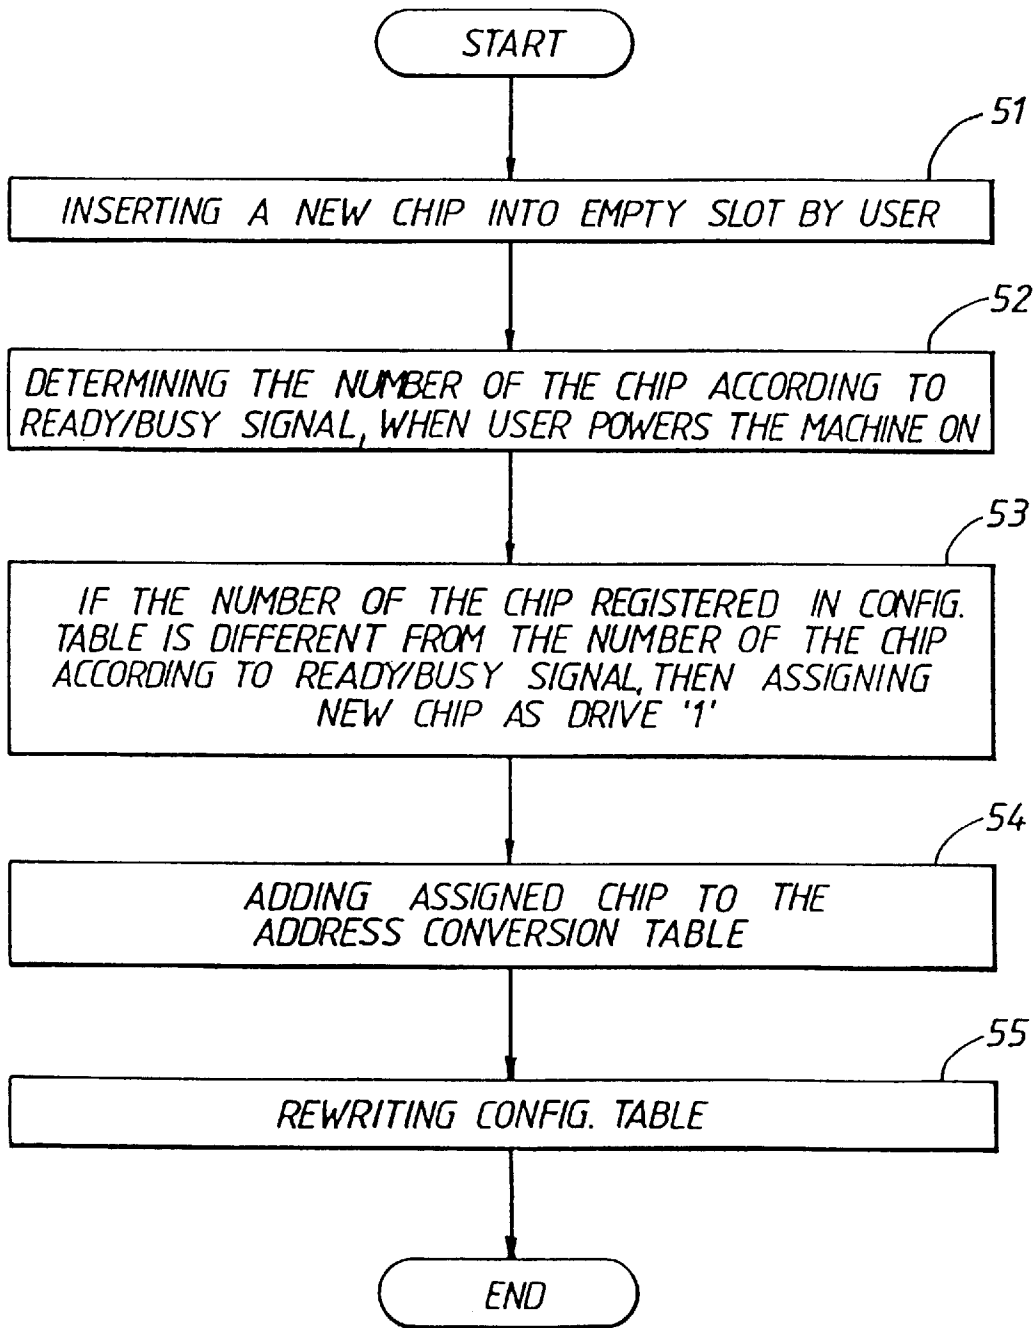 START
51
INSERTING A NEW CHIP INTO EMPTY SLOT BY USER
52
DETERMINING THE NUMBER OF THE CHIP ACCORDING TO
READY/BUSY SIGNAL, WHEN USER POWERS THE MACHINE ON
53
IF THE NUMBER OF THE CHIP REGISTERED IN CONFIG.
TABLE IS DIFFERENT FROM THE NUMBER OF THE CHIP
ACCORDING TO READY/BUSY SIGNAL, THEN ASSIGNING
NEW CHIP AS DRIVE '1'
54
ADDING ASSIGNED CHIP TO THE
ADDRESS CONVERSION TABLE
55
REWRITING CONFIG. TABLE
END